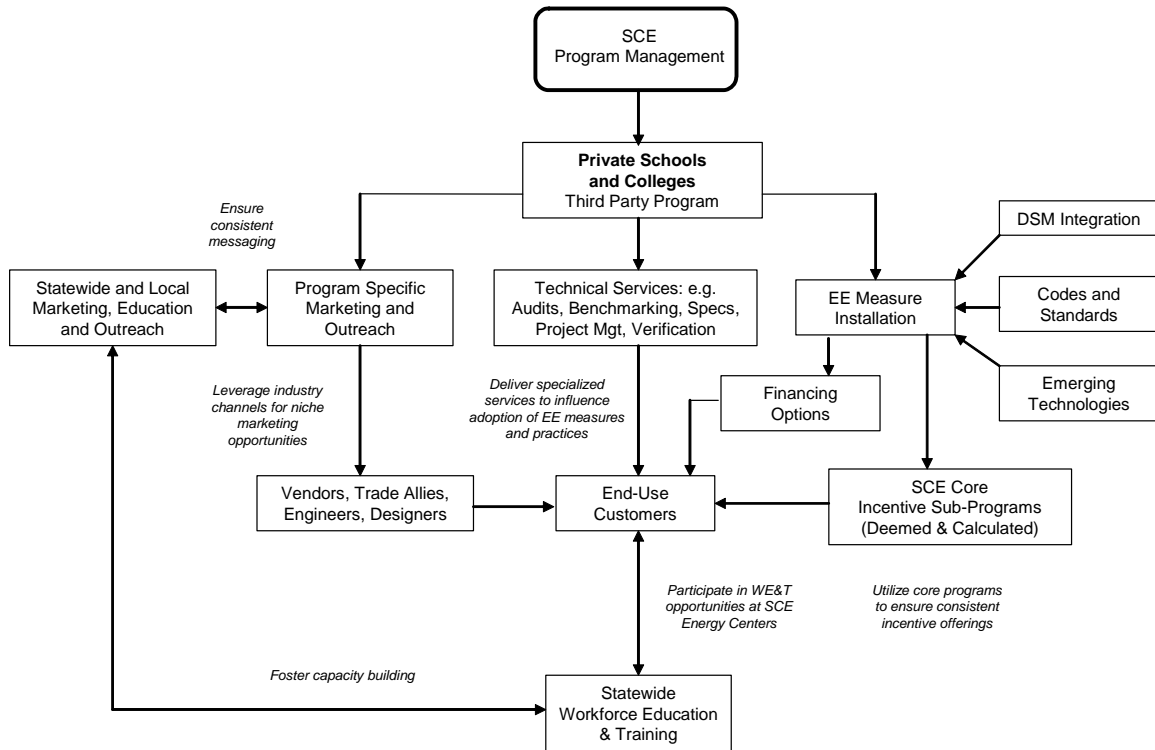 SCE
Program Management
Private Schools
and Colleges
Third Party Program
Ensure
consistent
messaging
DSM Integration
Statewide and Local
Marketing, Education
and Outreach
Program Specific
Marketing and
Outreach
Technical Services: e.g.
Audits, Benchmarking, Specs,
Project Mgt, Verification
EE Measure
Installation
Codes and
Standards
Leverage industry
channels for niche
marketing
opportunities
Deliver specialized
services to influence
adoption of EE measures
and practices
Financing
Options
Emerging
Technologies
Vendors, Trade Allies,
Engineers, Designers
End-Use
Customers
SCE Core
Incentive Sub-Programs
(Deemed & Calculated)
Participate in WE&T
opportunities at SCE
Energy Centers
Utilize core programs
to ensure consistent
incentive offerings
Foster capacity building
Statewide
Workforce Education
& Training